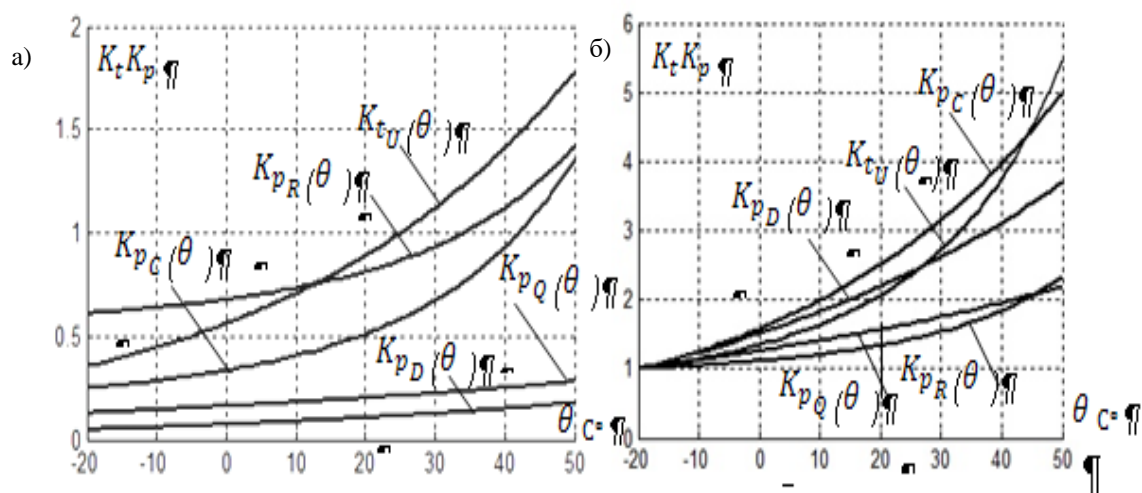 а)
K_t K_p ¶
2
1.5
1
0.5
0
K_{t_U}(θ )¶
K_{p_R}(θ )¶
K_{p_C}(θ )¶
K_{p_Q}(θ )¶
K_{p_D}(θ )¶
θ C° ¶
-20 -10 0 10 20 30 40 50
б)
K_t K_p ¶
6
5
4
3
2
1
0
K_{p_C}(θ )¶
K_{t_U}(θ )¶
K_{p_D}(θ )¶
K_{p_Q}(θ )¶
K_{p_R}(θ )¶
θ C° ¶
-20 -10 0 10 20 30 40 50
¶